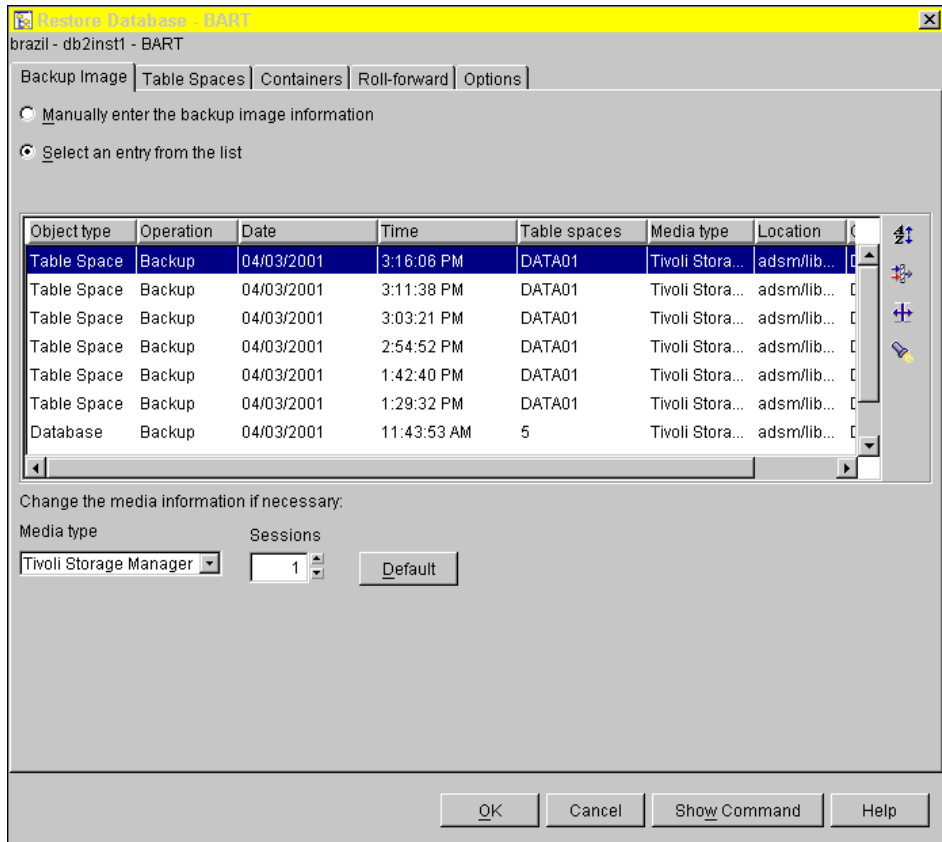 Restore Database - BART
brazil - db2inst1 - BART
Backup Image Table Spaces Containers Roll-forward Options
Manually enter the backup image information
Select an entry from the list
Object type Operation Date Time Table spaces Media type Location
Table Space Backup 04/03/2001 3:16:06 PM DATA01 Tivoli Stora... adsm/lib...
Table Space Backup 04/03/2001 3:11:38 PM DATA01 Tivoli Stora... adsm/lib...
Table Space Backup 04/03/2001 3:03:21 PM DATA01 Tivoli Stora... adsm/lib...
Table Space Backup 04/03/2001 2:54:52 PM DATA01 Tivoli Stora... adsm/lib...
Table Space Backup 04/03/2001 1:42:40 PM DATA01 Tivoli Stora... adsm/lib...
Table Space Backup 04/03/2001 1:29:32 PM DATA01 Tivoli Stora... adsm/lib...
Database Backup 04/03/2001 11:43:53 AM 5 Tivoli Stora... adsm/lib...
Change the media information if necessary:
Media type Sessions
Tivoli Storage Manager 1 Default
OK Cancel Show Command Help